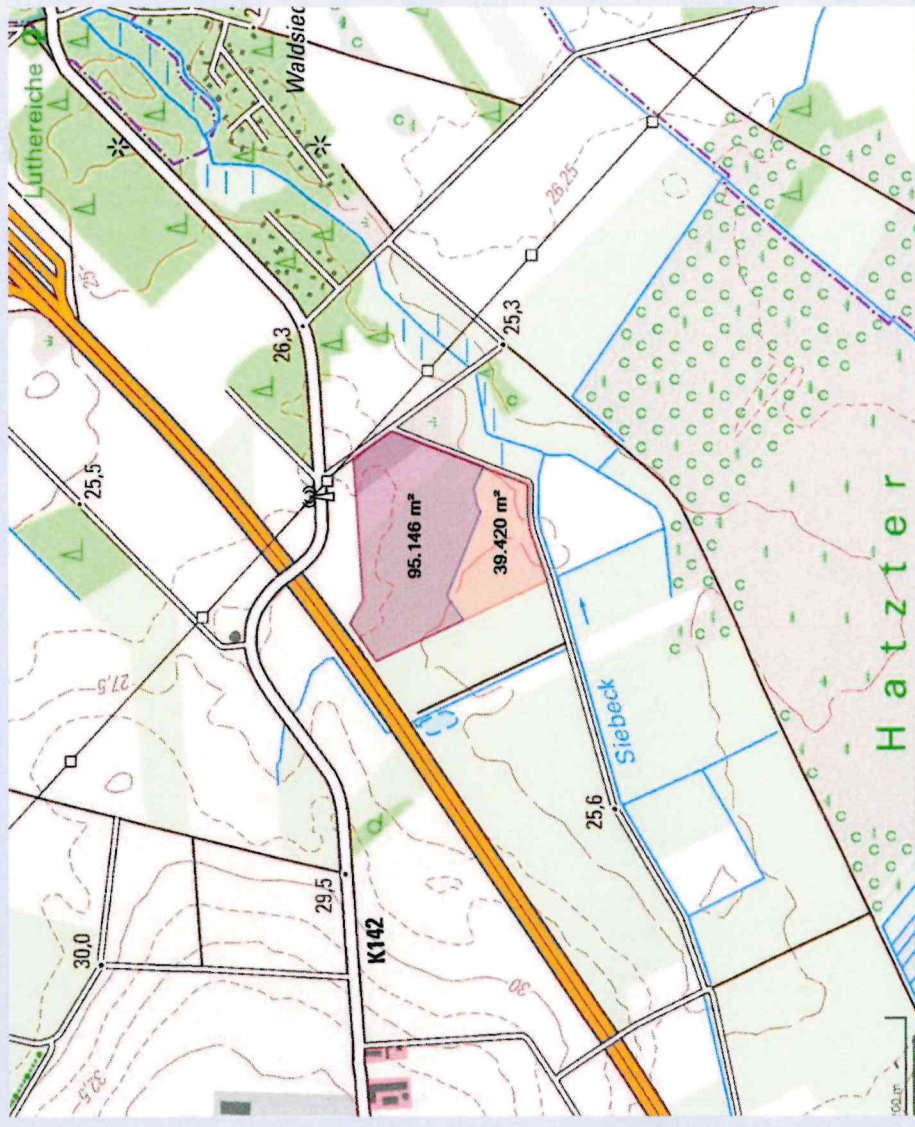 Luthereiche
Waldsied
25
25,5
26,3
26,25
25,3
95.146 m²
39.420 m²
27,5
Siebeck
25,6
29,5
K142
30,0
30
32,5
Hatzter
00 m